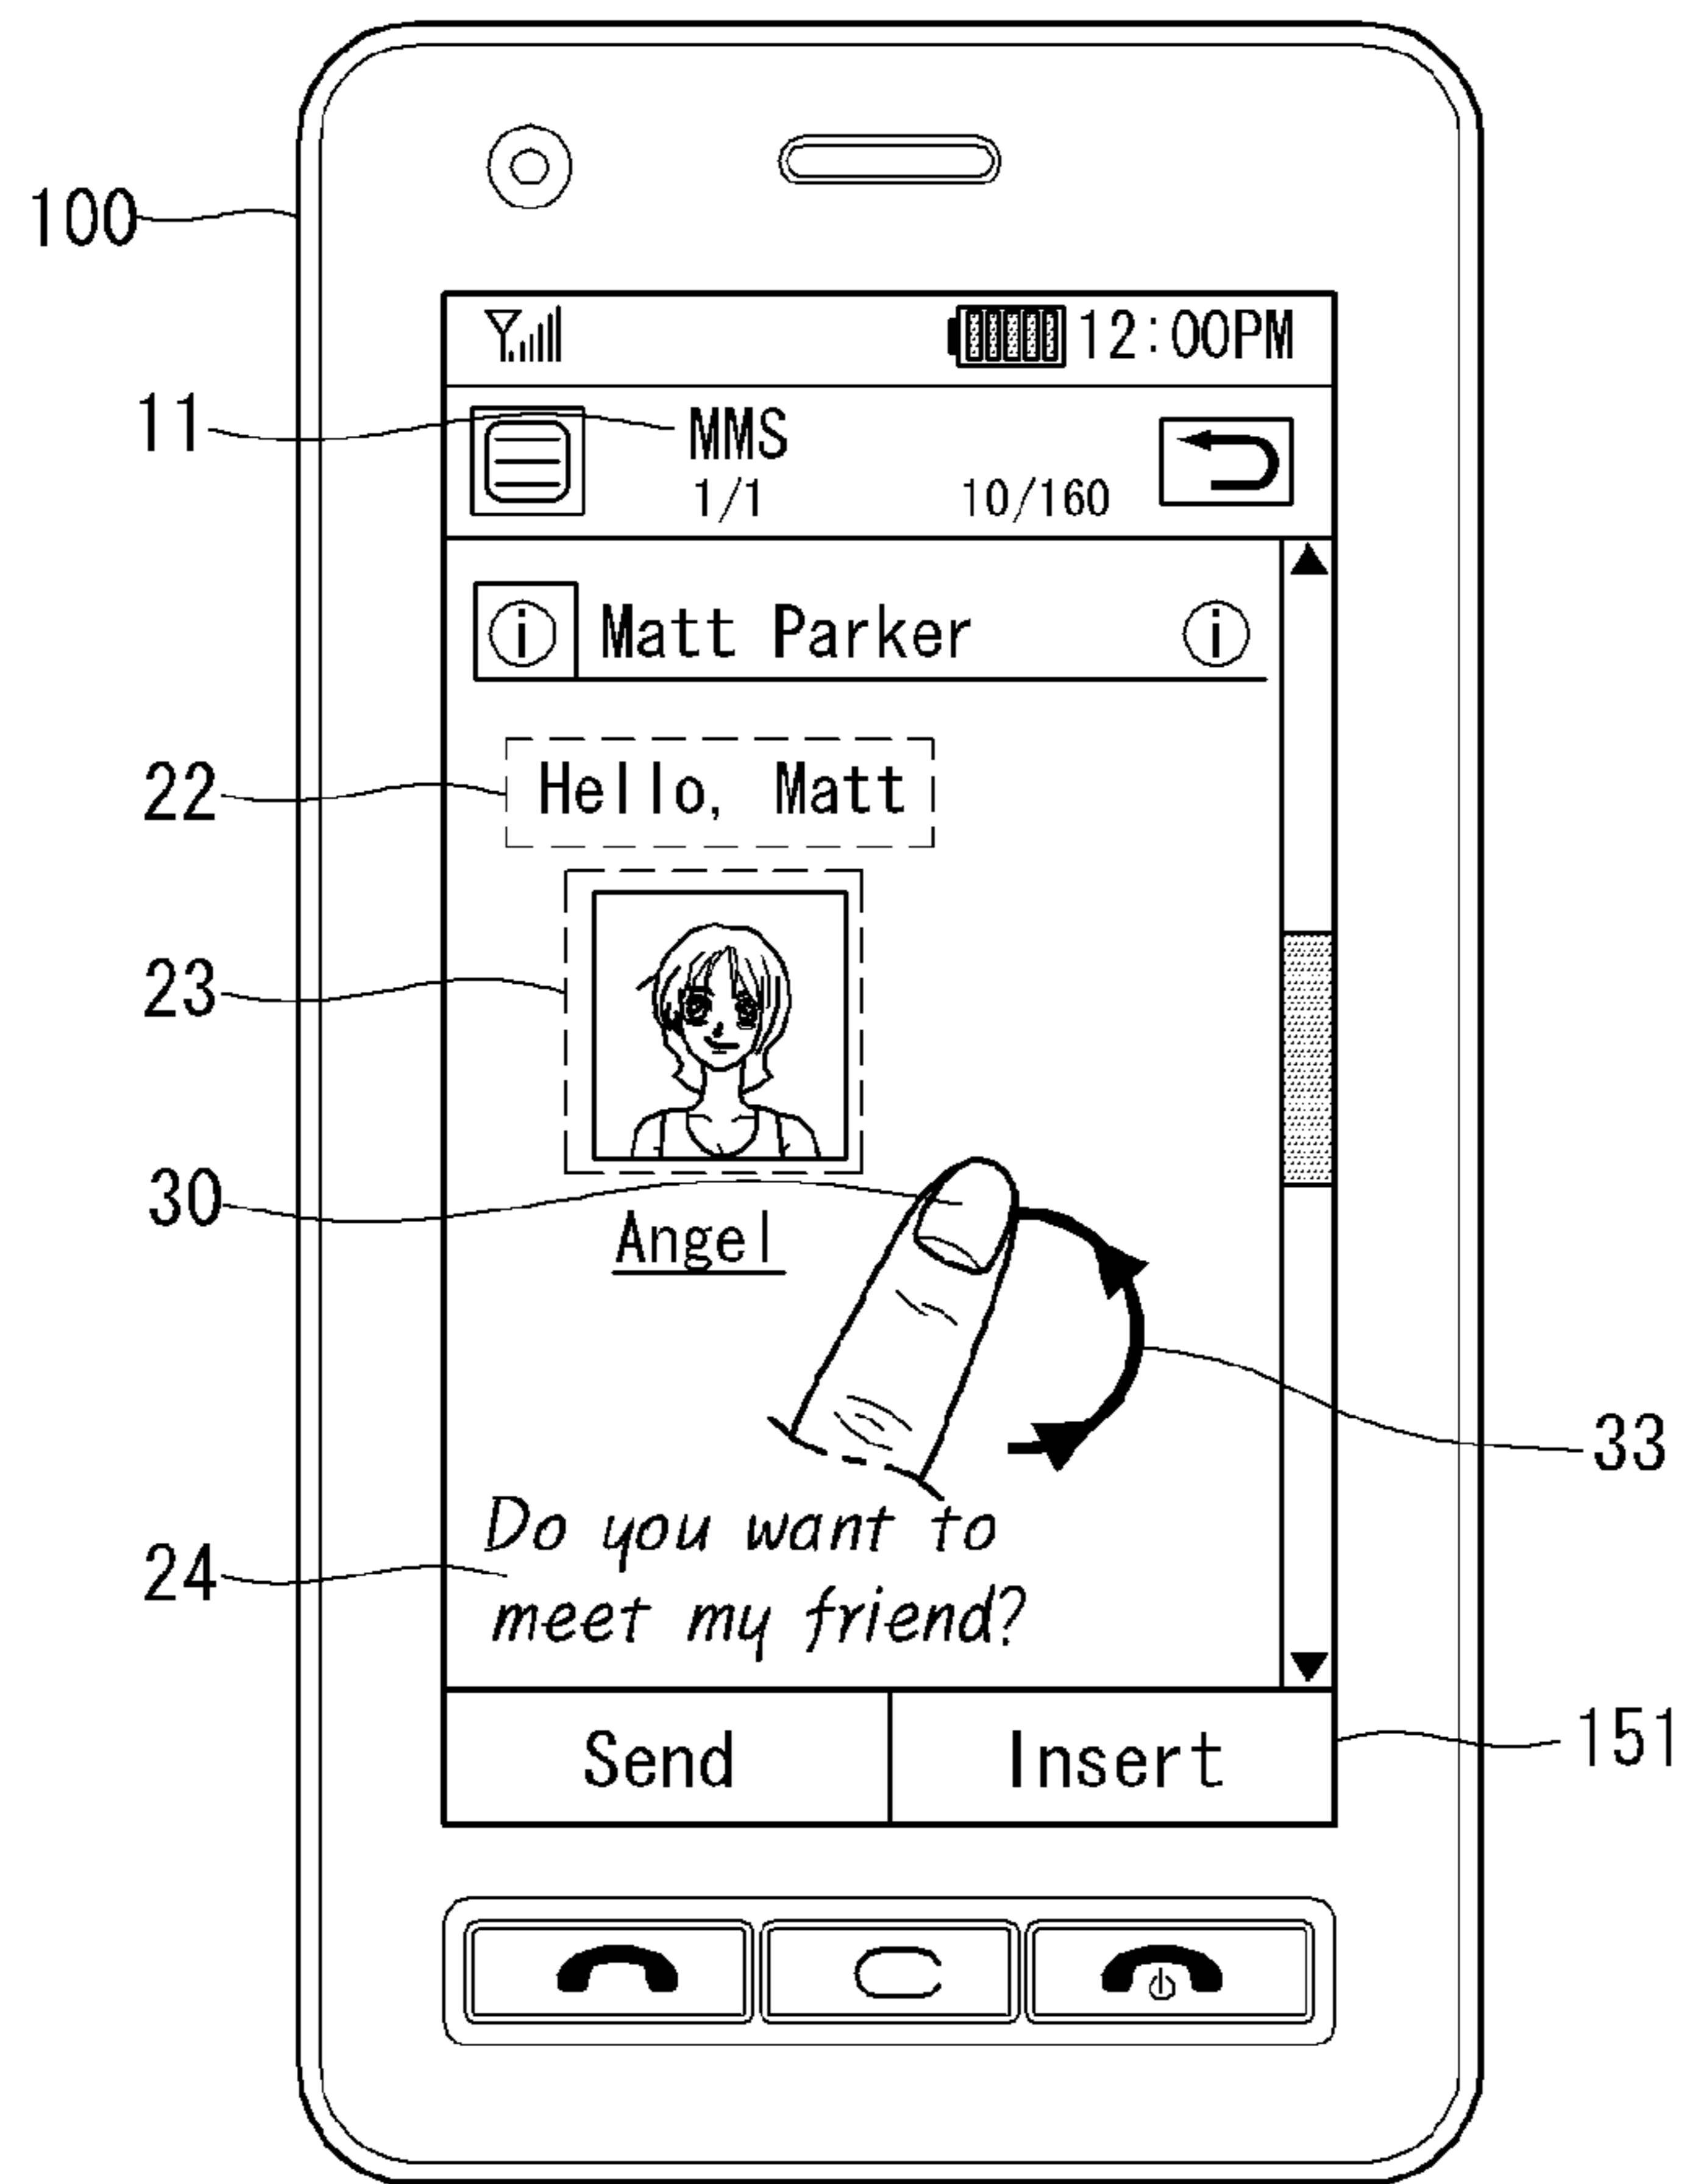 100
12:00PM
11
MMS
1/1 10/160
i Matt Parker i
22
Hello, Matt
23
30
Angel
33
24
Do you want to
meet my friend?
Send Insert
151
C